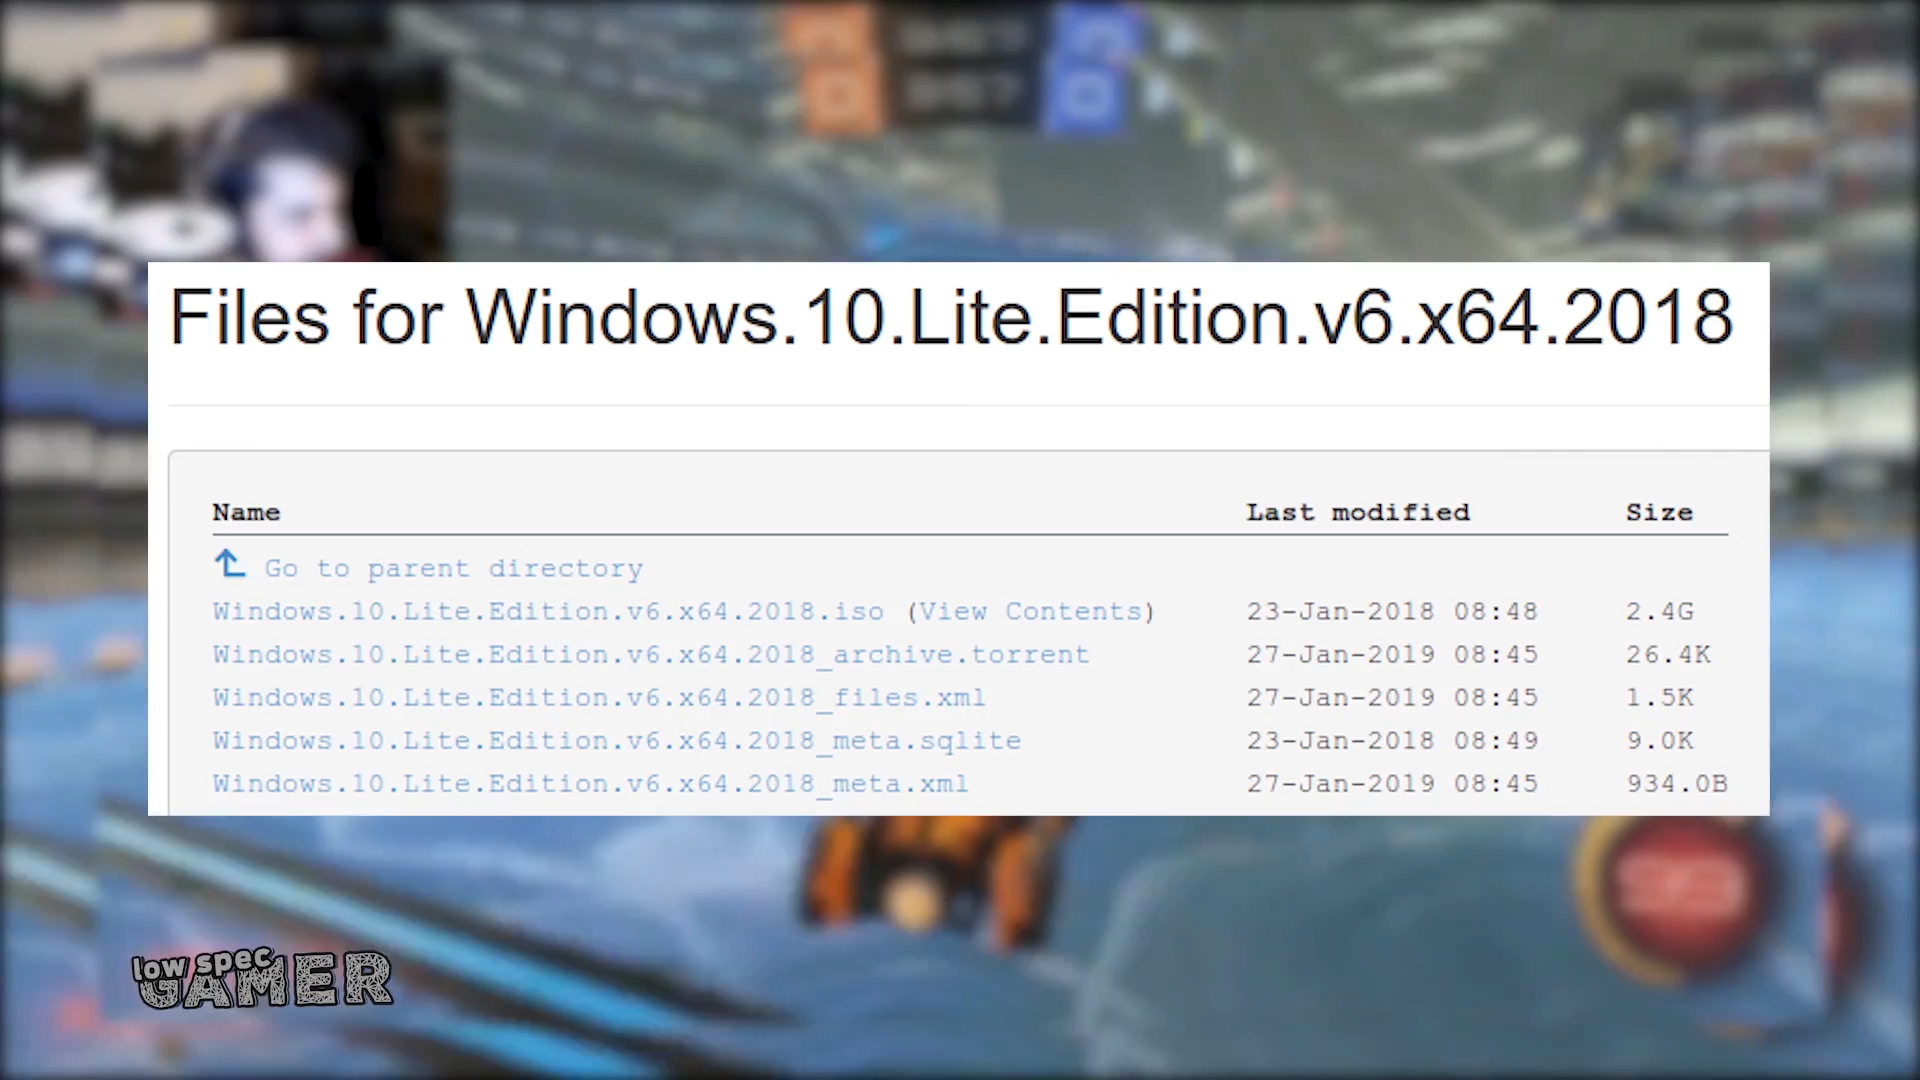 Files for Windows.10.Lite.Edition.v6.x64.2018
Name Last modified Size
Go to parent directory
Windows.10.Lite.Edition.v6.x64.2018.iso (View Contents) 23-Jan-2018 08:48 2.4G
Windows.10.Lite.Edition.v6.x64.2018_archive.torrent 27-Jan-2019 08:45 26.4K
Windows.10.Lite.Edition.v6.x64.2018_files.xml 27-Jan-2019 08:45 1.5K
Windows.10.Lite.Edition.v6.x64.2018_meta.sqlite 23-Jan-2018 08:49 9.0K
Windows.10.Lite.Edition.v6.x64.2018_meta.xml 27-Jan-2019 08:45 934.0B
low spec
GAMER